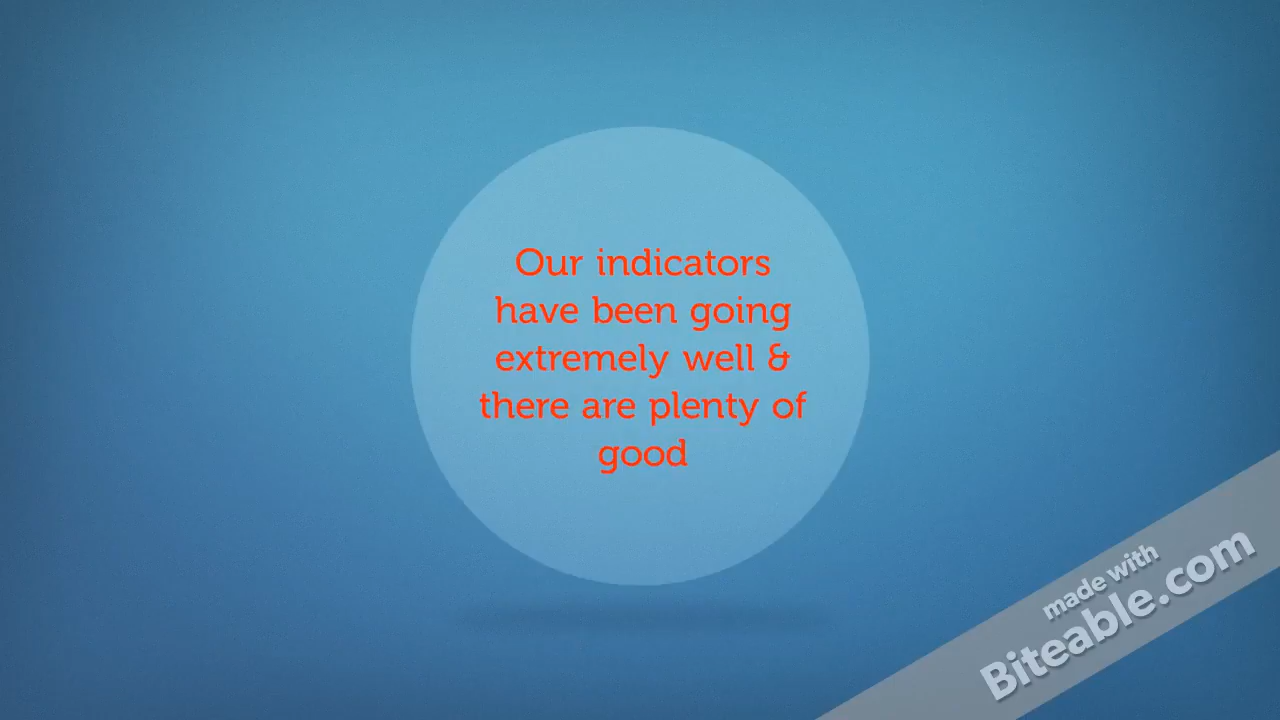 Our indicators
have been going
extremely well &
there are plenty of
good
made with
Biteable.com